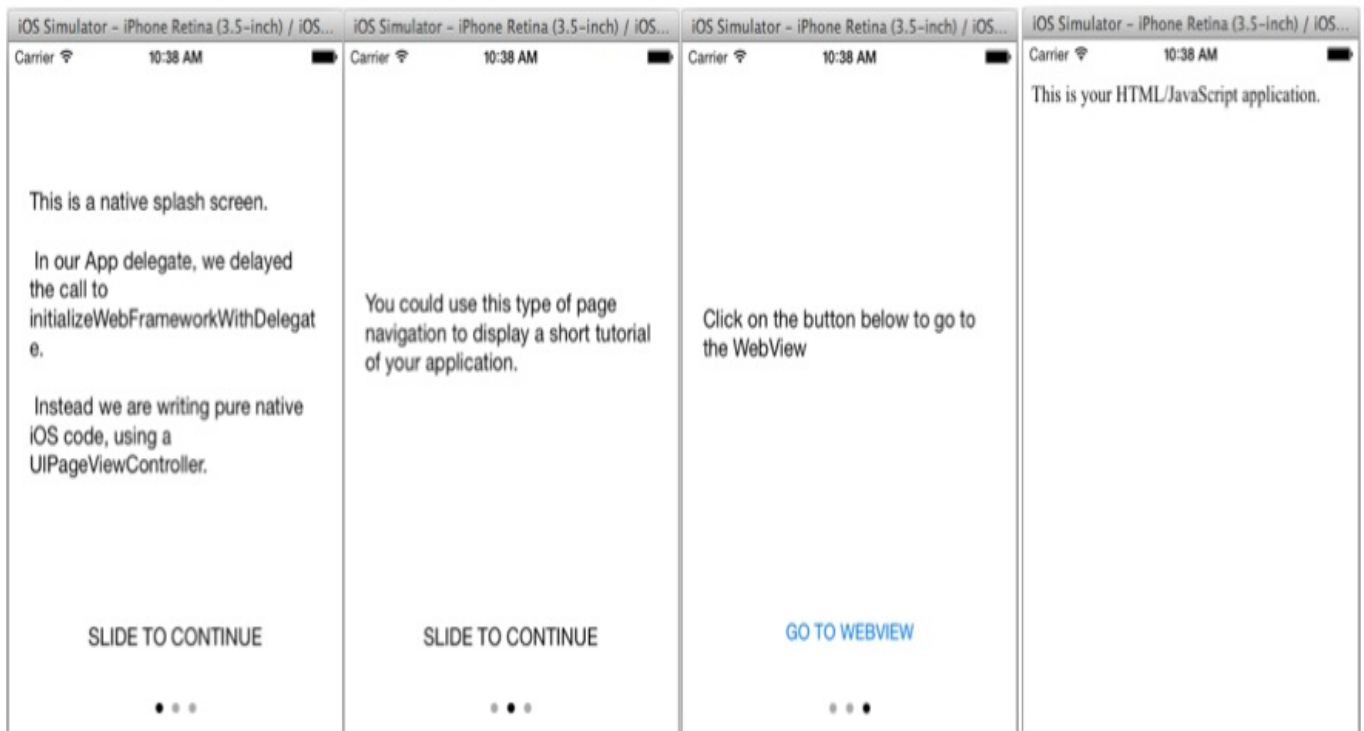 iOS Simulator – iPhone Retina (3.5-inch) / iOS...
Carrier
10:38 AM
This is a native splash screen.
In our App delegate, we delayed
the call to
initializeWebFrameworkWithDelegat
e.
Instead we are writing pure native
iOS code, using a
UIPageViewController.
SLIDE TO CONTINUE
iOS Simulator – iPhone Retina (3.5-inch) / iOS...
Carrier
10:38 AM
You could use this type of page
navigation to display a short tutorial
of your application.
SLIDE TO CONTINUE
iOS Simulator – iPhone Retina (3.5-inch) / iOS...
Carrier
10:38 AM
Click on the button below to go to
the WebView
GO TO WEBVIEW
iOS Simulator – iPhone Retina (3.5-inch) / iOS...
Carrier
10:38 AM
This is your HTML/JavaScript application.